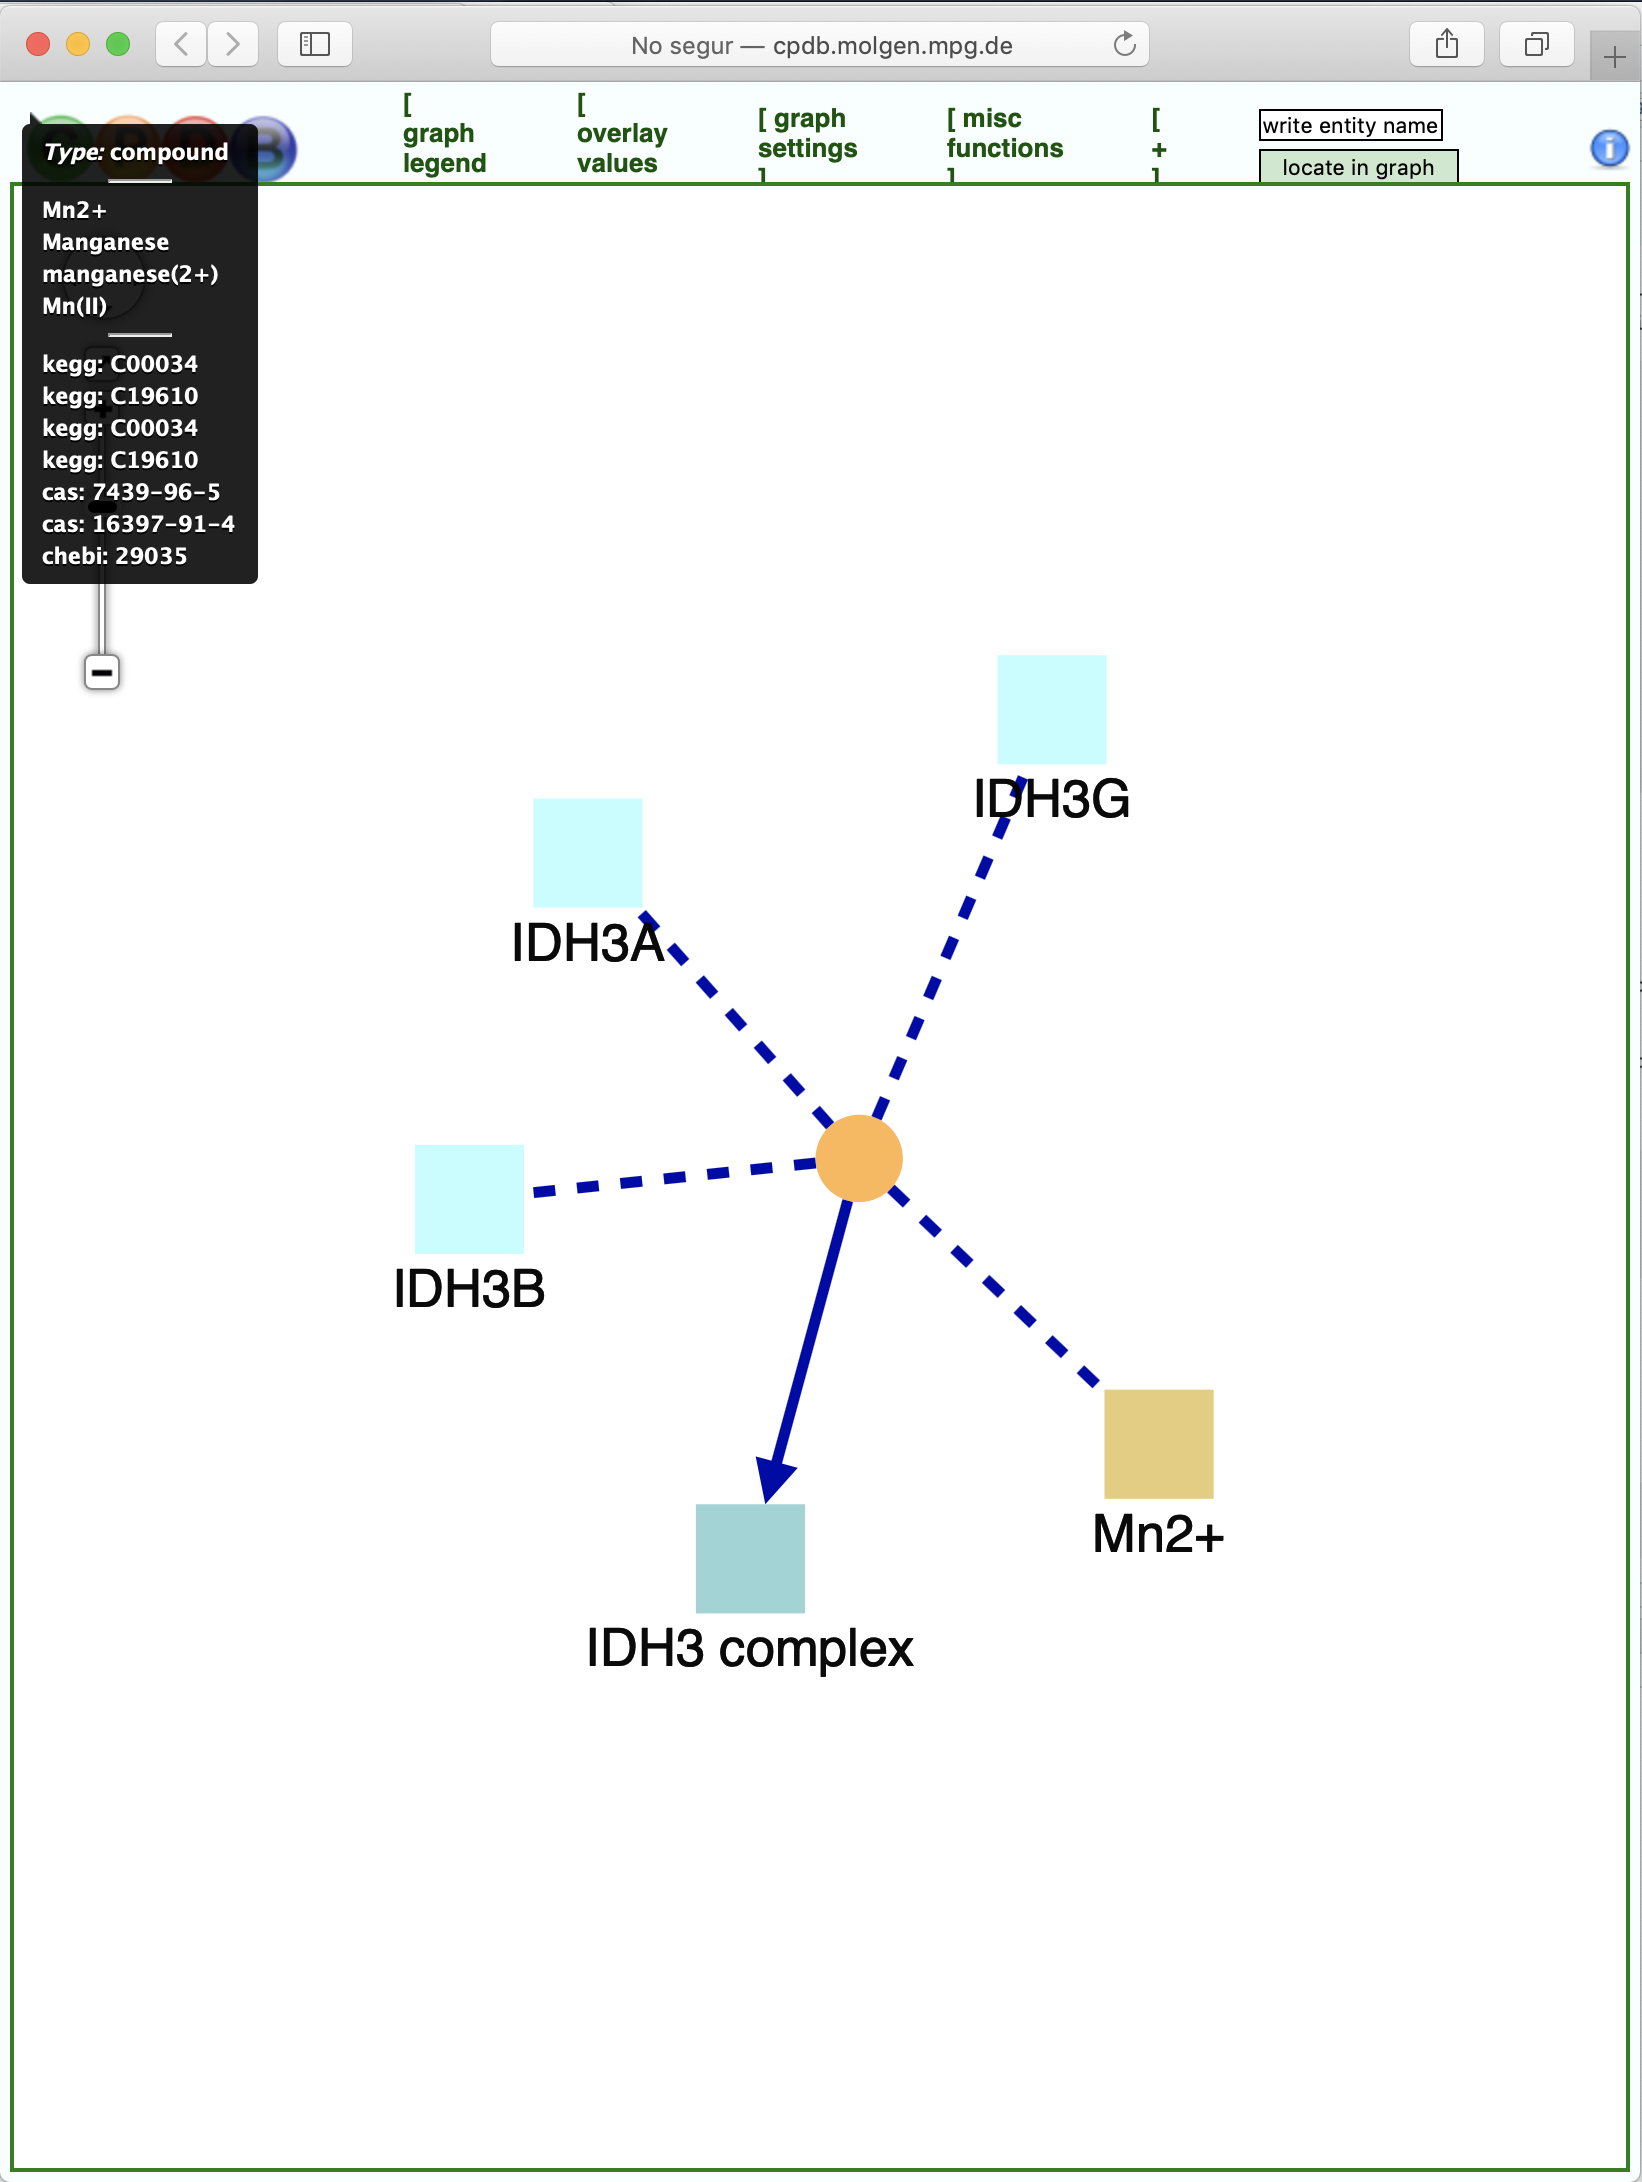 No segur — cpdb.molgen.mpg.de
[
graph
legend
[
overlay
values
[ graph
settings
]
[ misc
functions
]
[
+
]
write entity name
locate in graph
i
B
Type: compound
Mn2+
Manganese
manganese(2+)
Mn(II)
kegg: C00034
kegg: C19610
kegg: C00034
kegg: C19610
cas: 7439-96-5
cas: 16397-91-4
chebi: 29035
IDH3G
IDH3A
IDH3B
Mn2+
IDH3 complex